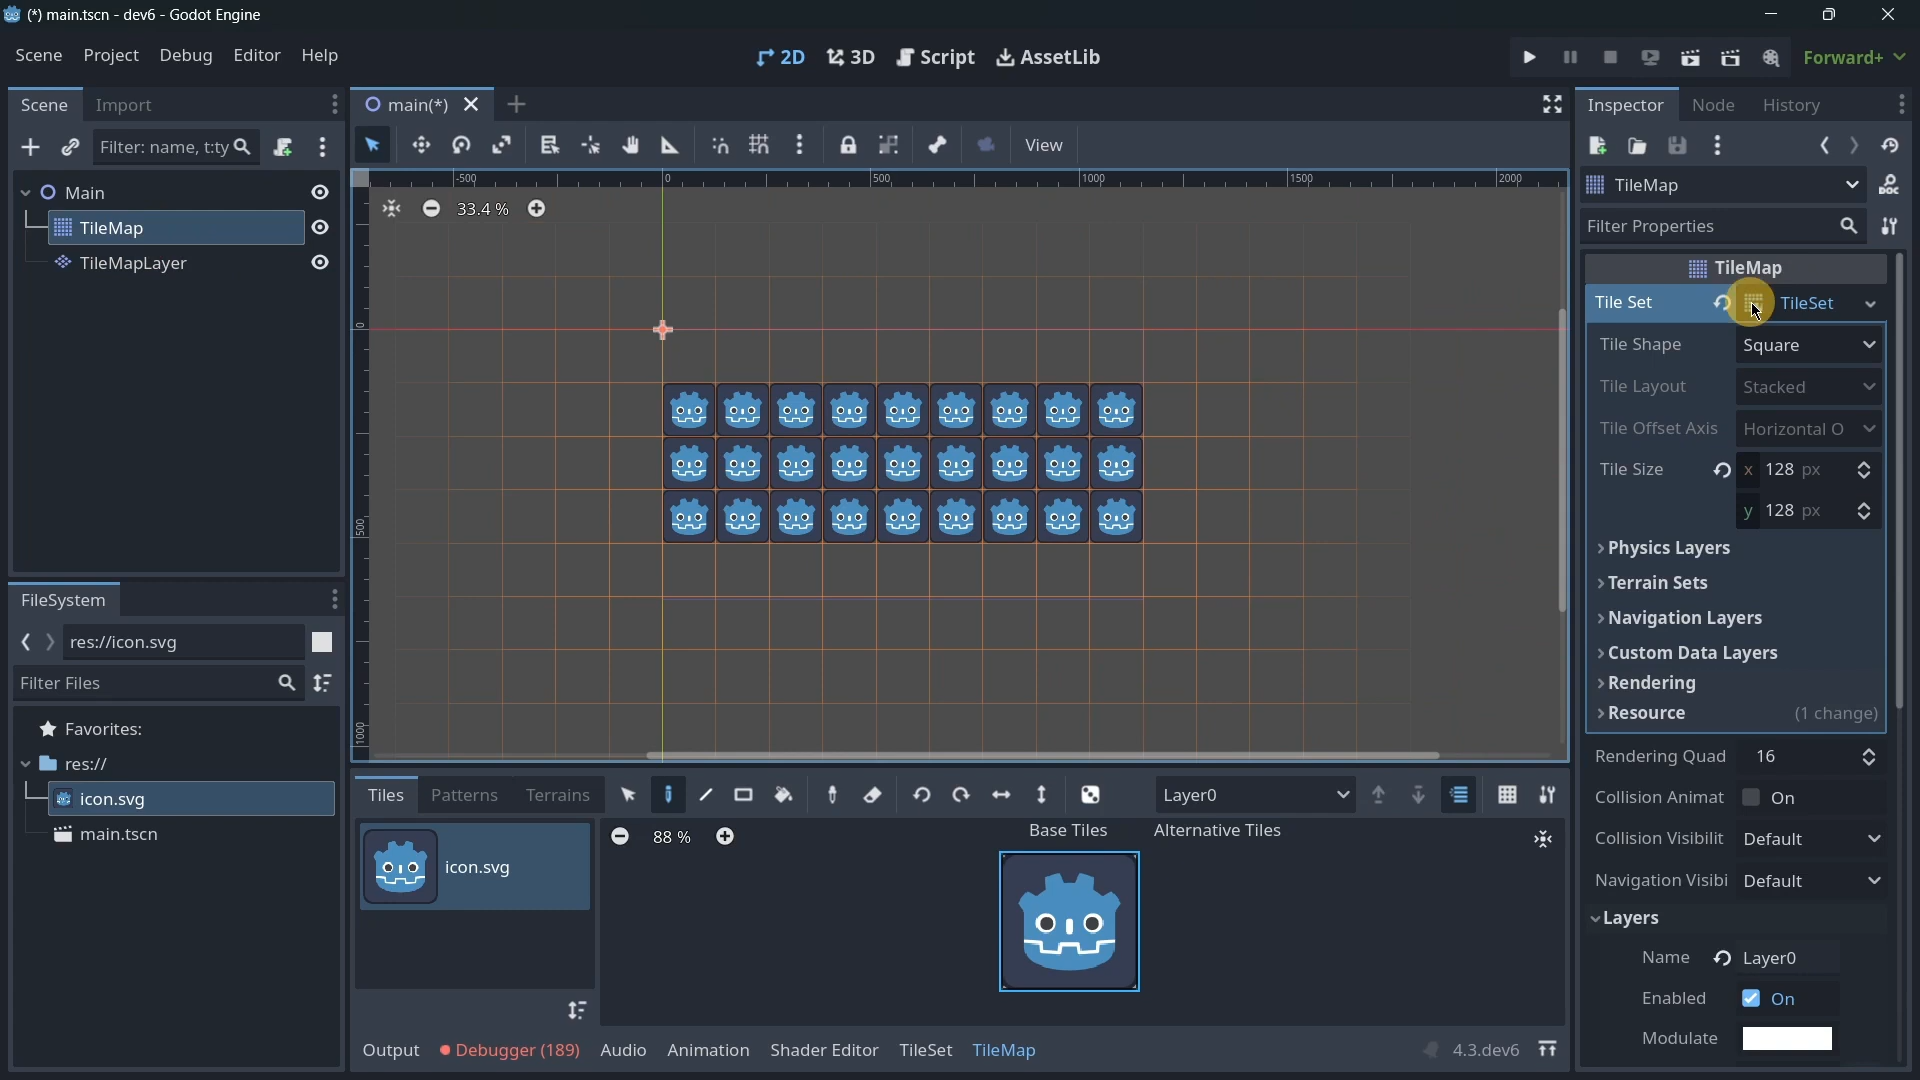 (*) main.tscn - dev6 - Godot Engine
Scene Project Debug Editor Help
2D 3D Script AssetLib
Forward+
Scene Import
Filter: name, t:ty
Main
TileMap
TileMapLayer
FileSystem
res://icon.svg
Filter Files
Favorites:
res://
icon.svg
main.tscn
main(*)
View
-500 0 500 1000 1500 2000
33.4 %
0
500
1000
Tiles Patterns Terrains
Layer0
icon.svg
88 %
Base Tiles Alternative Tiles
Output Debugger (189) Audio Animation Shader Editor TileSet TileMap
4.3.dev6
Inspector Node History
TileMap
Filter Properties
TileMap
Tile Set TileSet
Tile Shape Square
Tile Layout Stacked
Tile Offset Axis Horizontal O
Tile Size x 128 px
y 128 px
Physics Layers
Terrain Sets
Navigation Layers
Custom Data Layers
Rendering
Resource (1 change)
Rendering Quad 16
Collision Animat On
Collision Visibilit Default
Navigation Visibi Default
Layers
Name Layer0
Enabled On
Modulate